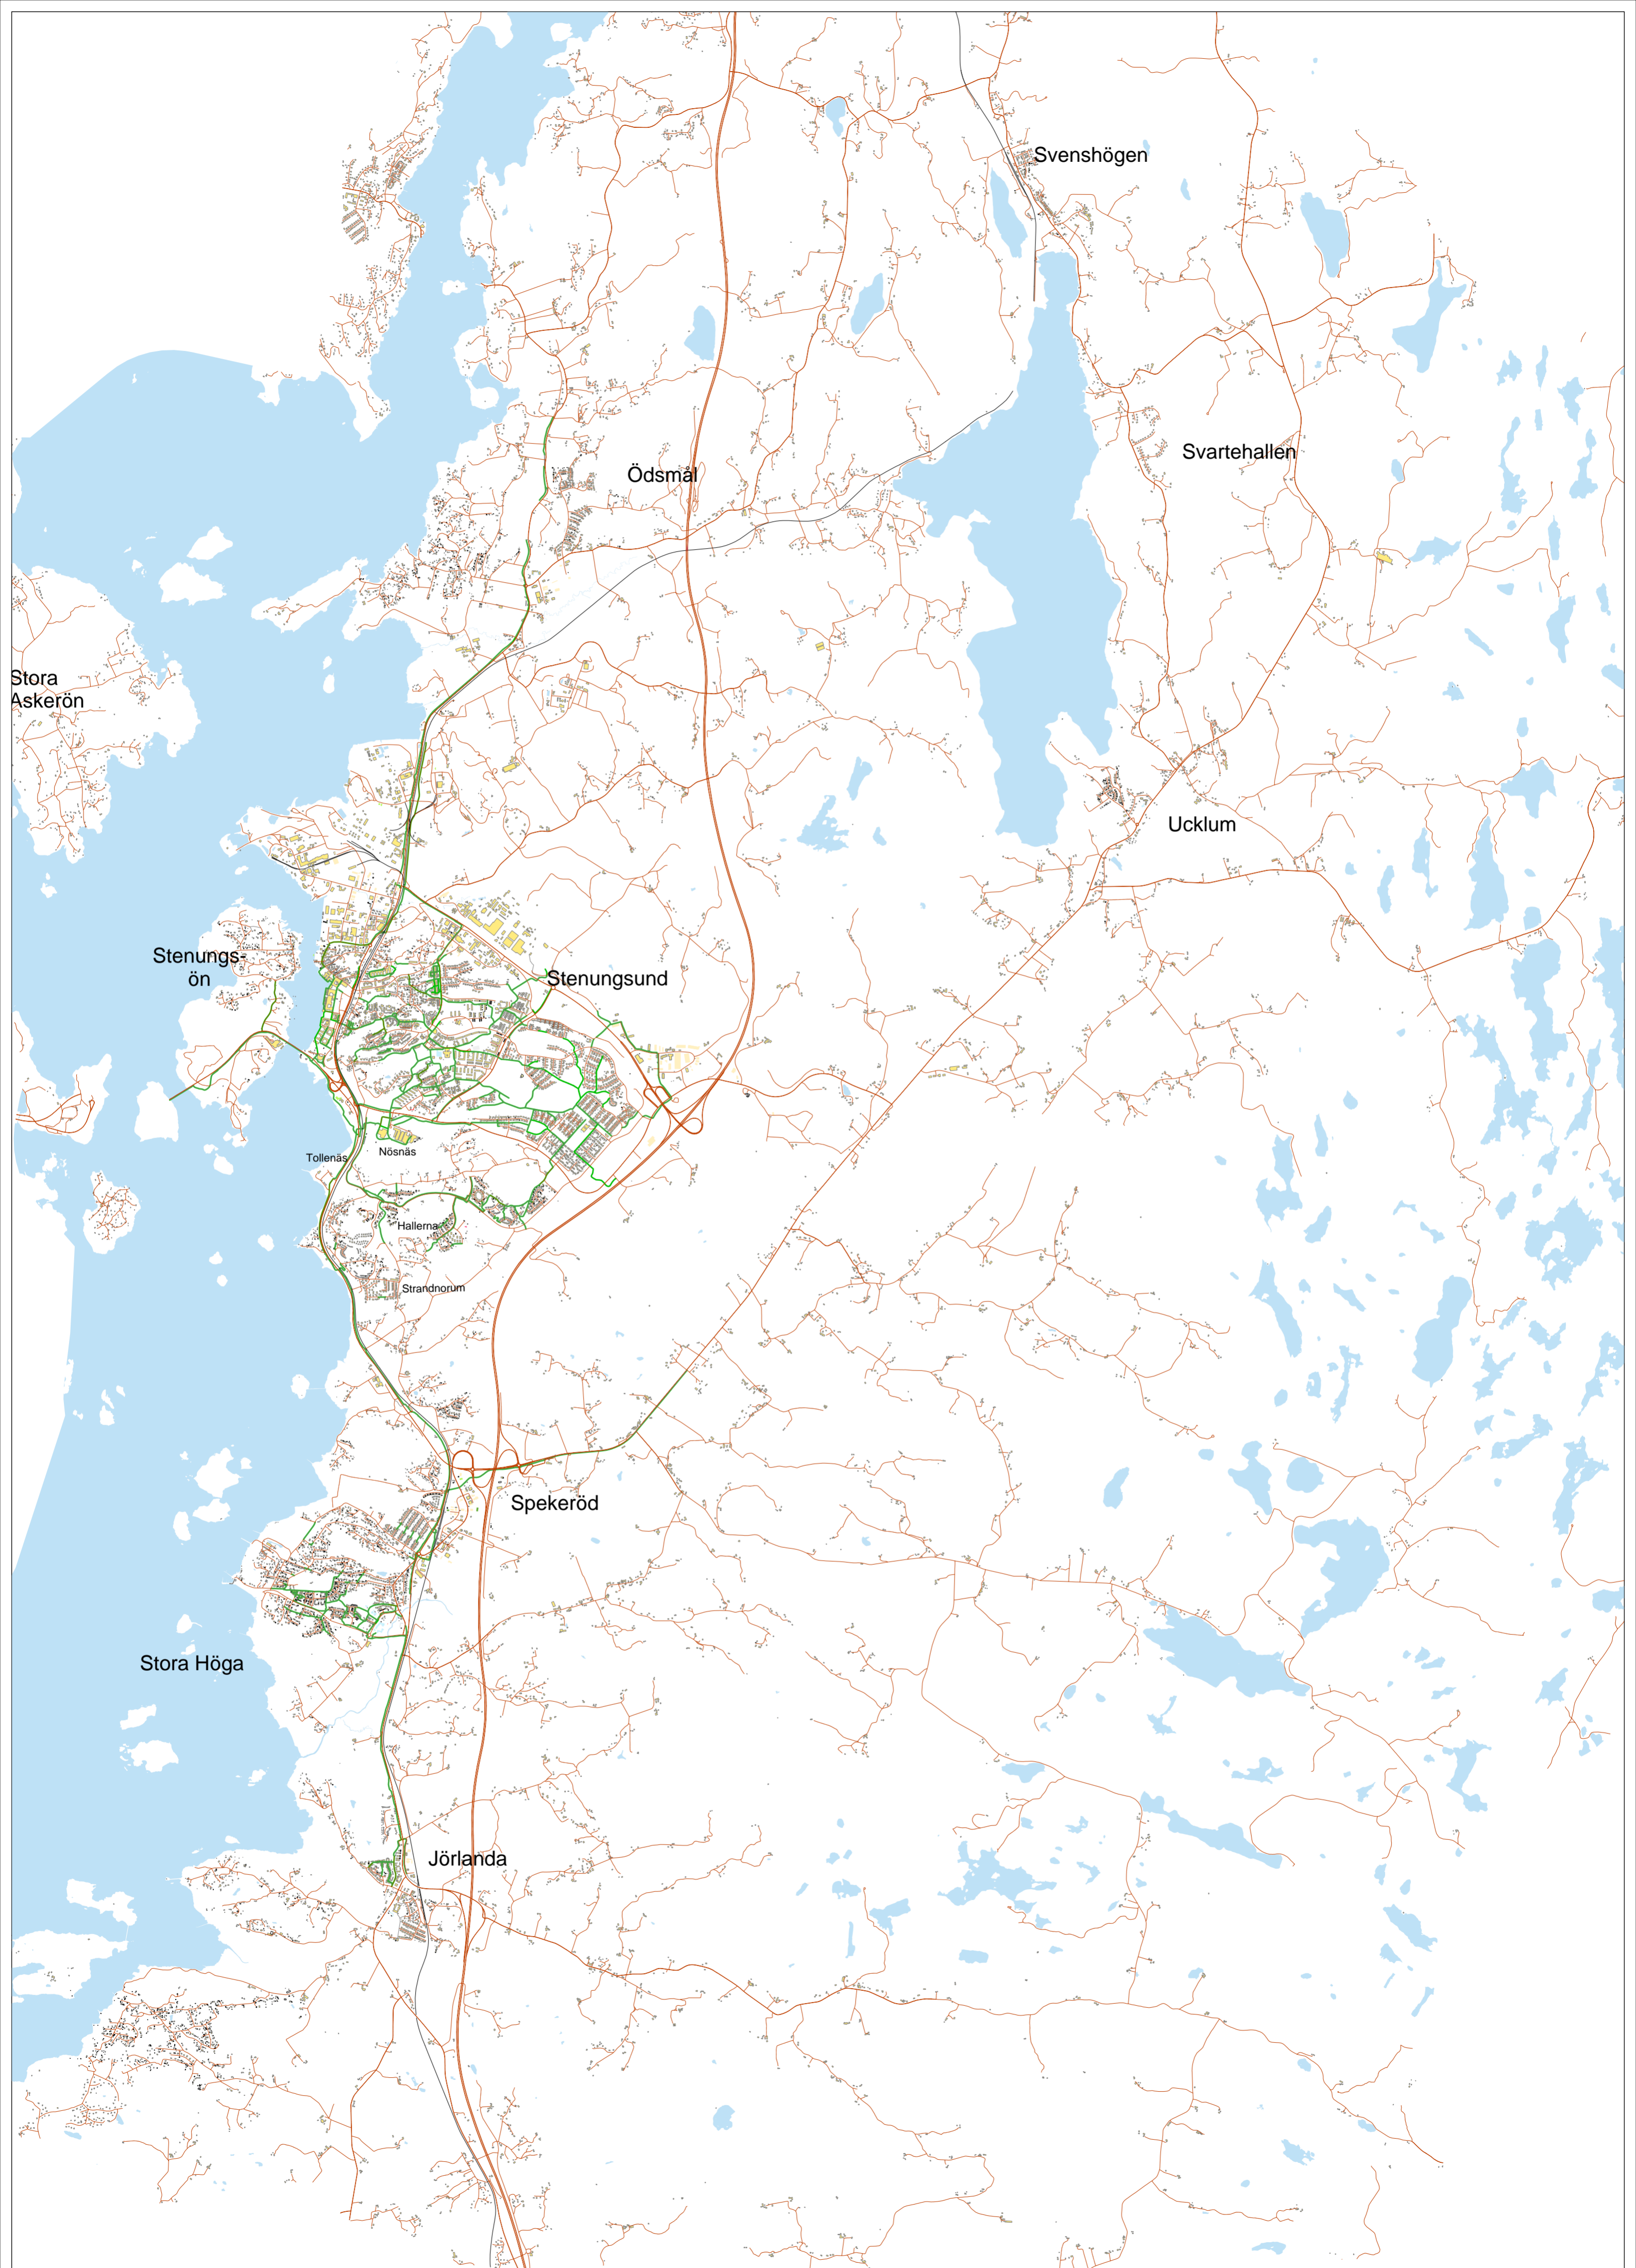 Svenshögen
Svartehallen
Ödsmål
Stora
Askerön
Ucklum
Stenungs-
ön
Stenungsund
Nösnäs
Tollenäs
Hallerna
Strandnorum
Spekeröd
Stora Höga
Jörlanda